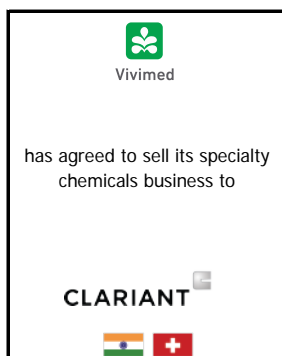 Vivimed
has agreed to sell its specialty
chemicals business to
CLARIANT